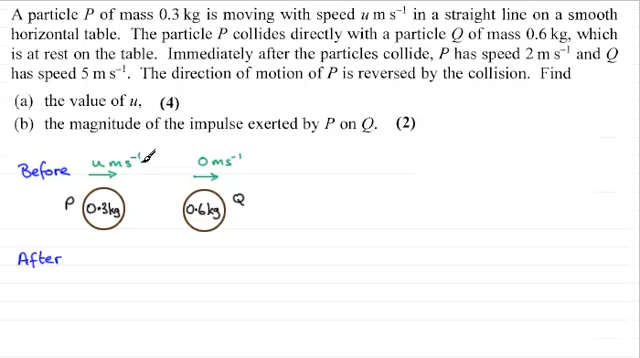 A particle P of mass 0.3 kg is moving with speed u m s⁻¹ in a straight line on a smooth
horizontal table. The particle P collides directly with a particle Q of mass 0.6 kg, which
is at rest on the table. Immediately after the particles collide, P has speed 2 m s⁻¹ and Q
has speed 5 m s⁻¹. The direction of motion of P is reversed by the collision. Find
(a) the value of u, (4)
(b) the magnitude of the impulse exerted by P on Q. (2)
Before u ms⁻¹ 0 ms⁻¹
P 0.3kg 0.6kg Q
After